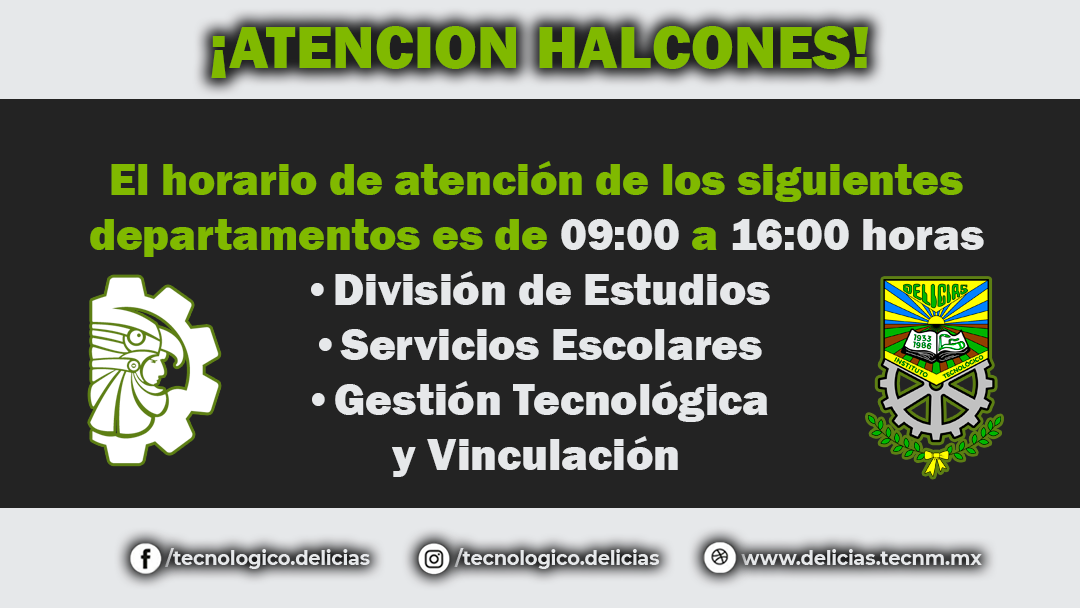 ¡ATENCION HALCONES!
El horario de atención de los siguientes
departamentos es de 09:00 a 16:00 horas
• División de Estudios
• Servicios Escolares
• Gestión Tecnológica
y Vinculación
DELICIAS
1933
1986
INSTITUTO TECNOLÓGICO
/tecnologico.delicias
/tecnologico.delicias
www.delicias.tecnm.mx